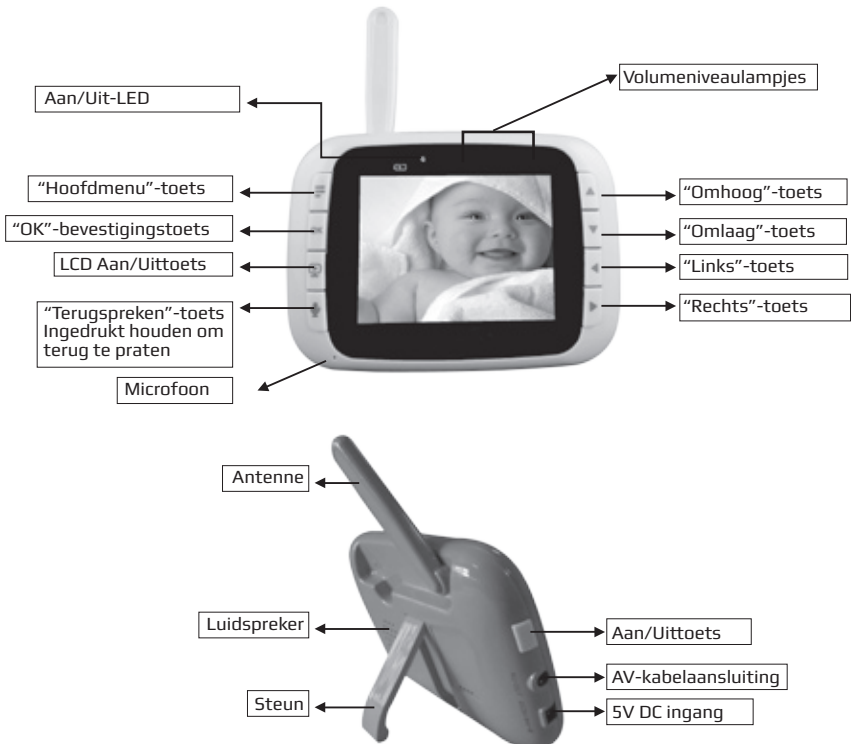 Aan/Uit-LED
Volumeniveaulampjes
“Hoofdmenu”-toets
“OK”-bevestigingstoets
LCD Aan/Uittoets
“Terugspreken”-toets
Ingedrukt houden om
terug te praten
Microfoon
“Omhoog”-toets
“Omlaag”-toets
“Links”-toets
“Rechts”-toets
Antenne
Luidspreker
Steun
Aan/Uittoets
AV-kabelaansluiting
5V DC ingang